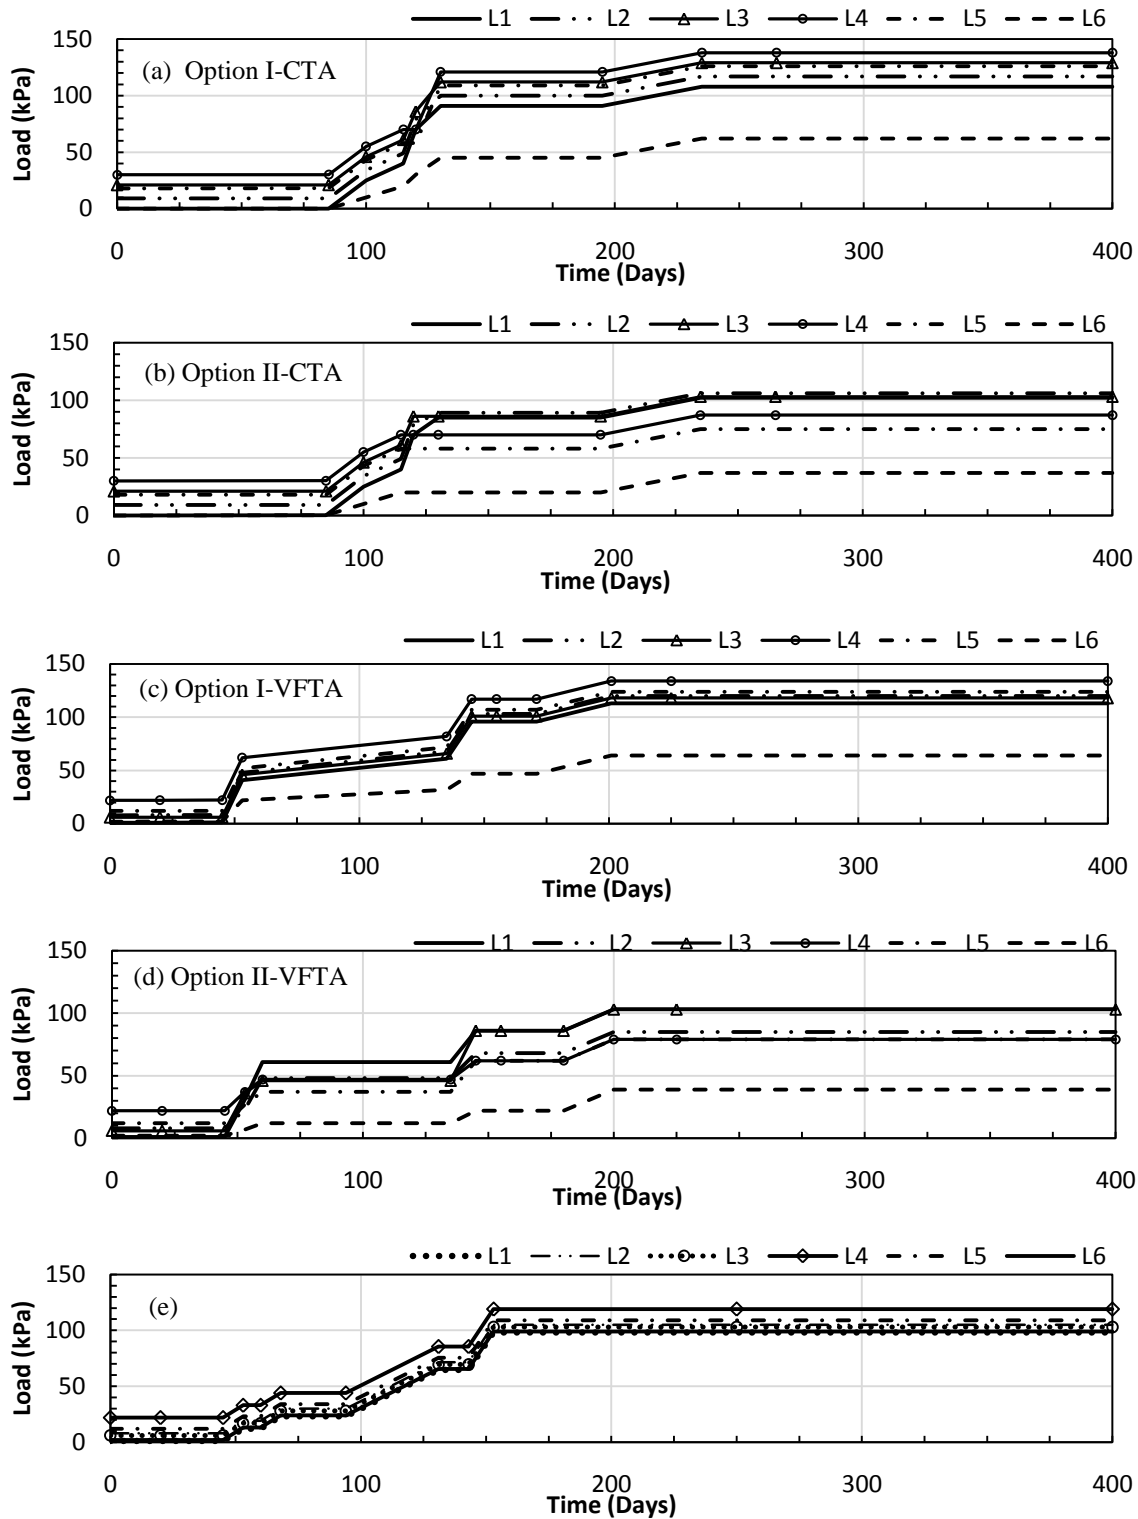 L1 L2 L3 L4 L5 L6
150
(a) Option I-CTA
100
50
0
Load (kPa)
0 100 200 300 400
Time (Days)
L1 L2 L3 L4 L5 L6
150
(b) Option II-CTA
100
50
0
Load (kPa)
0 100 200 300 400
Time (Days)
L1 L2 L3 L4 L5 L6
150
(c) Option I-VFTA
100
50
0
Load (kPa)
0 100 200 300 400
Time (Days)
L1 L2 L3 L4 L5 L6
150
(d) Option II-VFTA
100
50
0
Load (kPa)
0 100 200 300 400
Time (Days)
L1 L2 L3 L4 L5 L6
150
(e)
100
50
0
Load (kPa)
0 100 200 300 400
Time (Days)